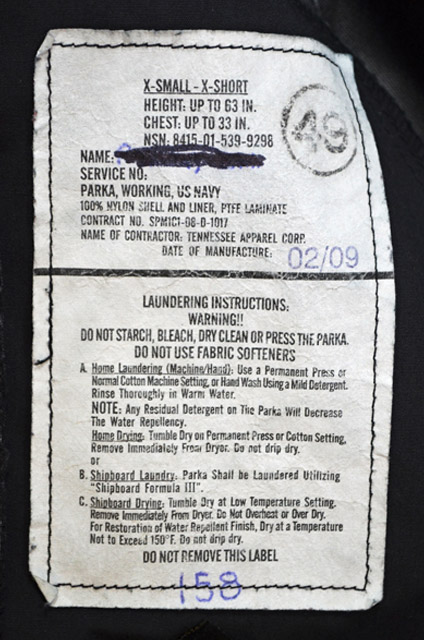 X-SMALL - X-SHORT
HEIGHT: UP TO 63 IN.
CHEST: UP TO 33 IN.
NSN: 8415-01-539-9298
49
NAME:
SERVICE NO:
PARKA, WORKING, US NAVY
100% NYLON SHELL AND LINER, PTFE LAMINATE
CONTRACT NO. SPM1C1-08-D-1017
NAME OF CONTRACTOR: TENNESSEE APPAREL CORP.
DATE OF MANUFACTURE: 02/09
LAUNDERING INSTRUCTIONS:
WARNING!!
DO NOT STARCH, BLEACH, DRY CLEAN OR PRESS THE PARKA.
DO NOT USE FABRIC SOFTENERS
A. Home Laundering (Machine/Hand): Use a Permanent Press or
Normal Cotton Machine Setting, or Hand Wash Using a Mild Detergent.
Rinse Thoroughly in Warm Water.
NOTE: Any Residual Detergent on The Parka Will Decrease
The Water Repellency.
Home Drying: Tumble Dry on Permanent Press or Cotton Setting,
Remove Immediately From Dryer. Do not drip dry.
or
B. Shipboard Laundry: Parka Shall be Laundered Utilizing
"Shipboard Formula III".
C. Shipboard Drying: Tumble Dry at Low Temperature Setting.
Remove Immediately From Dryer. Do Not Overheat or Over Dry.
For Restoration of Water Repellent Finish, Dry at a Temperature
Not to Exceed 150°F. Do not drip dry.
DO NOT REMOVE THIS LABEL
158